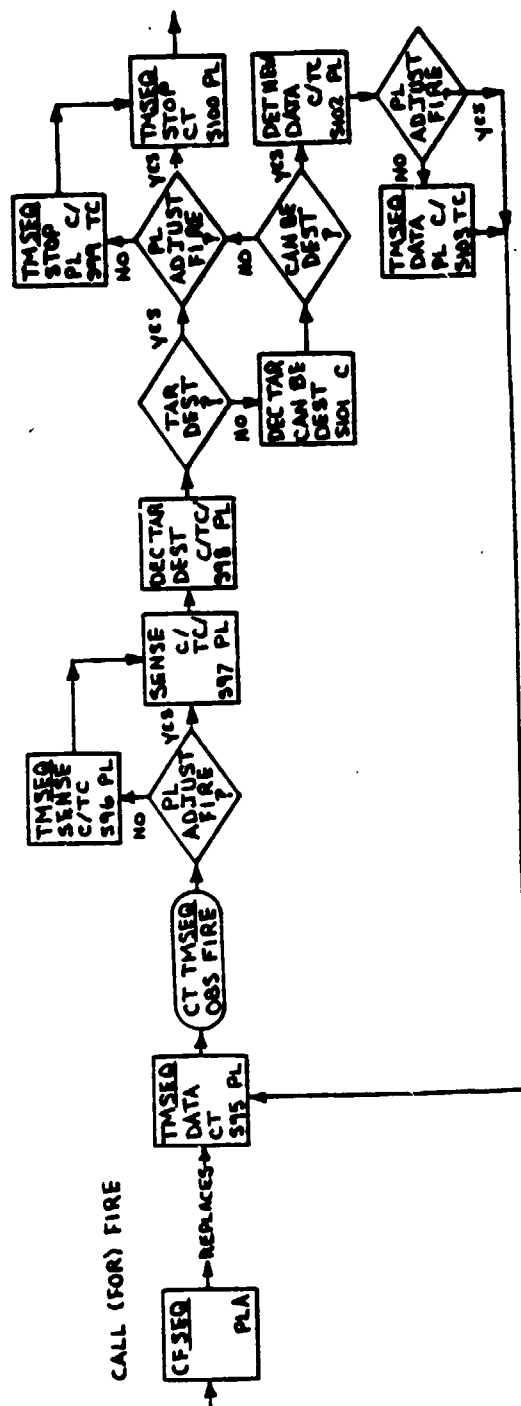 CALL (FOR) FIRE
CFSEQ
PLA
REPLACES
TMSEQ
DATA
CT
S95 PL
CT TMSEQ
OBS FIRE
PL
ADJUST
FIRE
?
NO
YES
TMSEQ
SENSE
C/TC
S96 PL
SENSE
C/
TC/
S97 PL
DEC TAR
DEST
C/TC/
S98 PL
TAR
DEST
?
YES
NO
PL
ADJUST
FIRE
?
NO
YES
TMSEQ
STOP
PL C/
S99 TC
TMSEQ
STOP
CT
S100 PL
DEC TAR
CAN BE
DEST
S101 C
CAN BE
DEST
?
NO
YES
DET NEW
DATA
C/TC
S102 PL
PL
ADJUST
FIRE
NO
YES
TMSEQ
DATA
PL C/
S103 TC